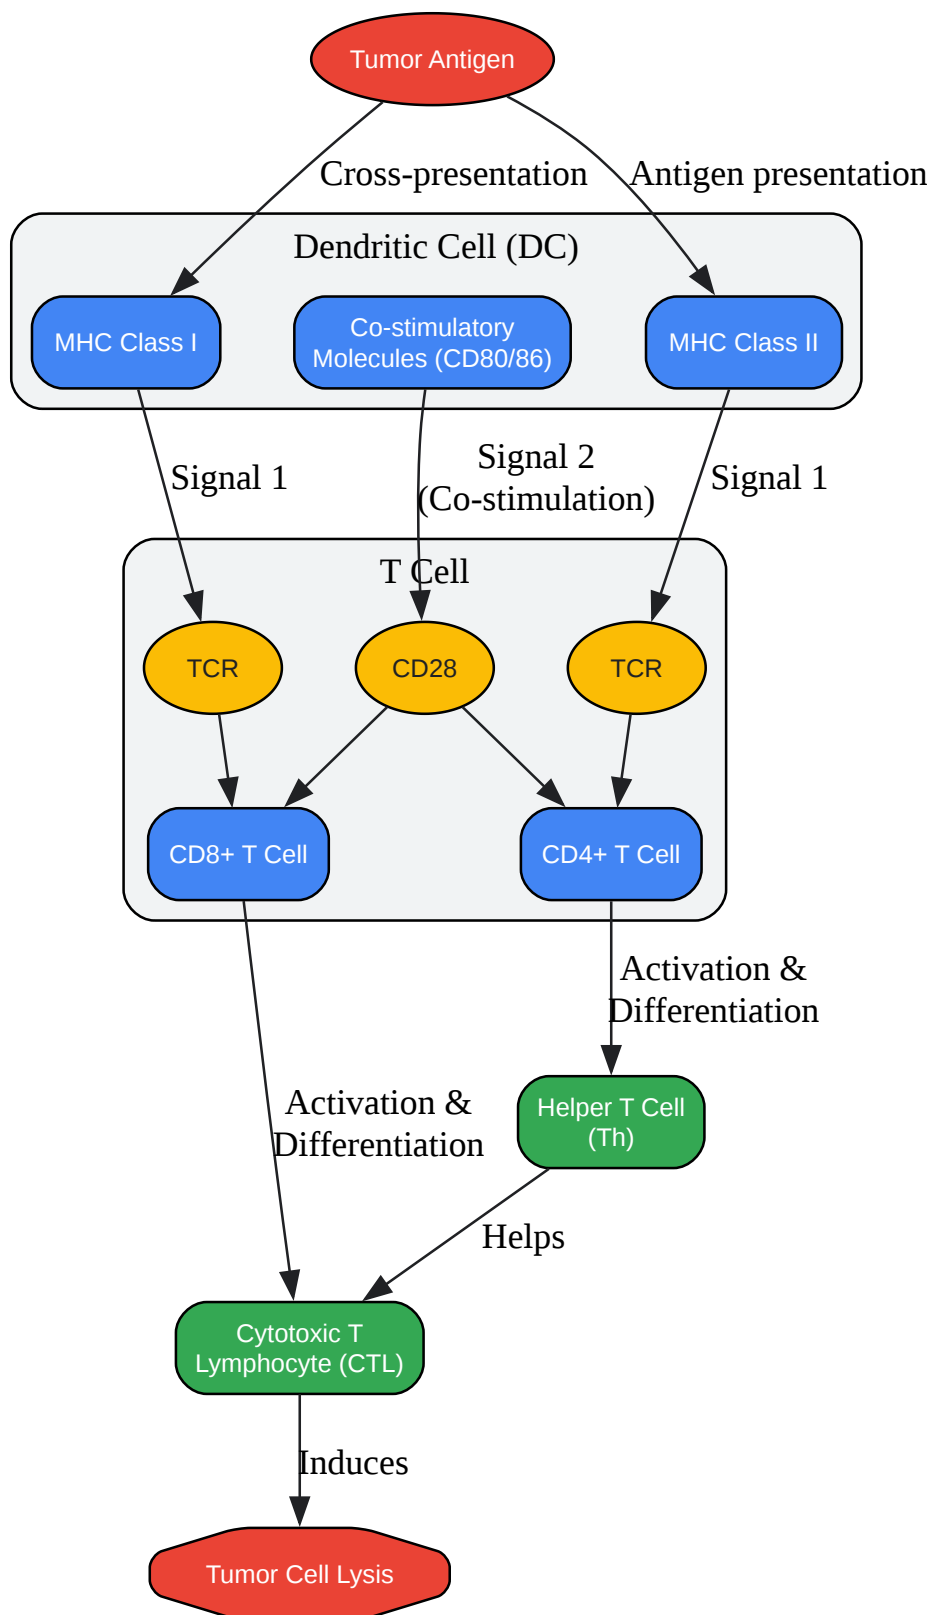 Tumor Antigen
Cross-presentation
Antigen presentation
Dendritic Cell (DC)
MHC Class I
Co-stimulatory
Molecules (CD80/86)
MHC Class II
Signal 1
Signal 2
(Co-stimulation)
Signal 1
T Cell
TCR
CD28
TCR
CD8+ T Cell
CD4+ T Cell
Activation &
Differentiation
Activation &
Differentiation
Helper T Cell
(Th)
Helps
Cytotoxic T
Lymphocyte (CTL)
Induces
Tumor Cell Lysis